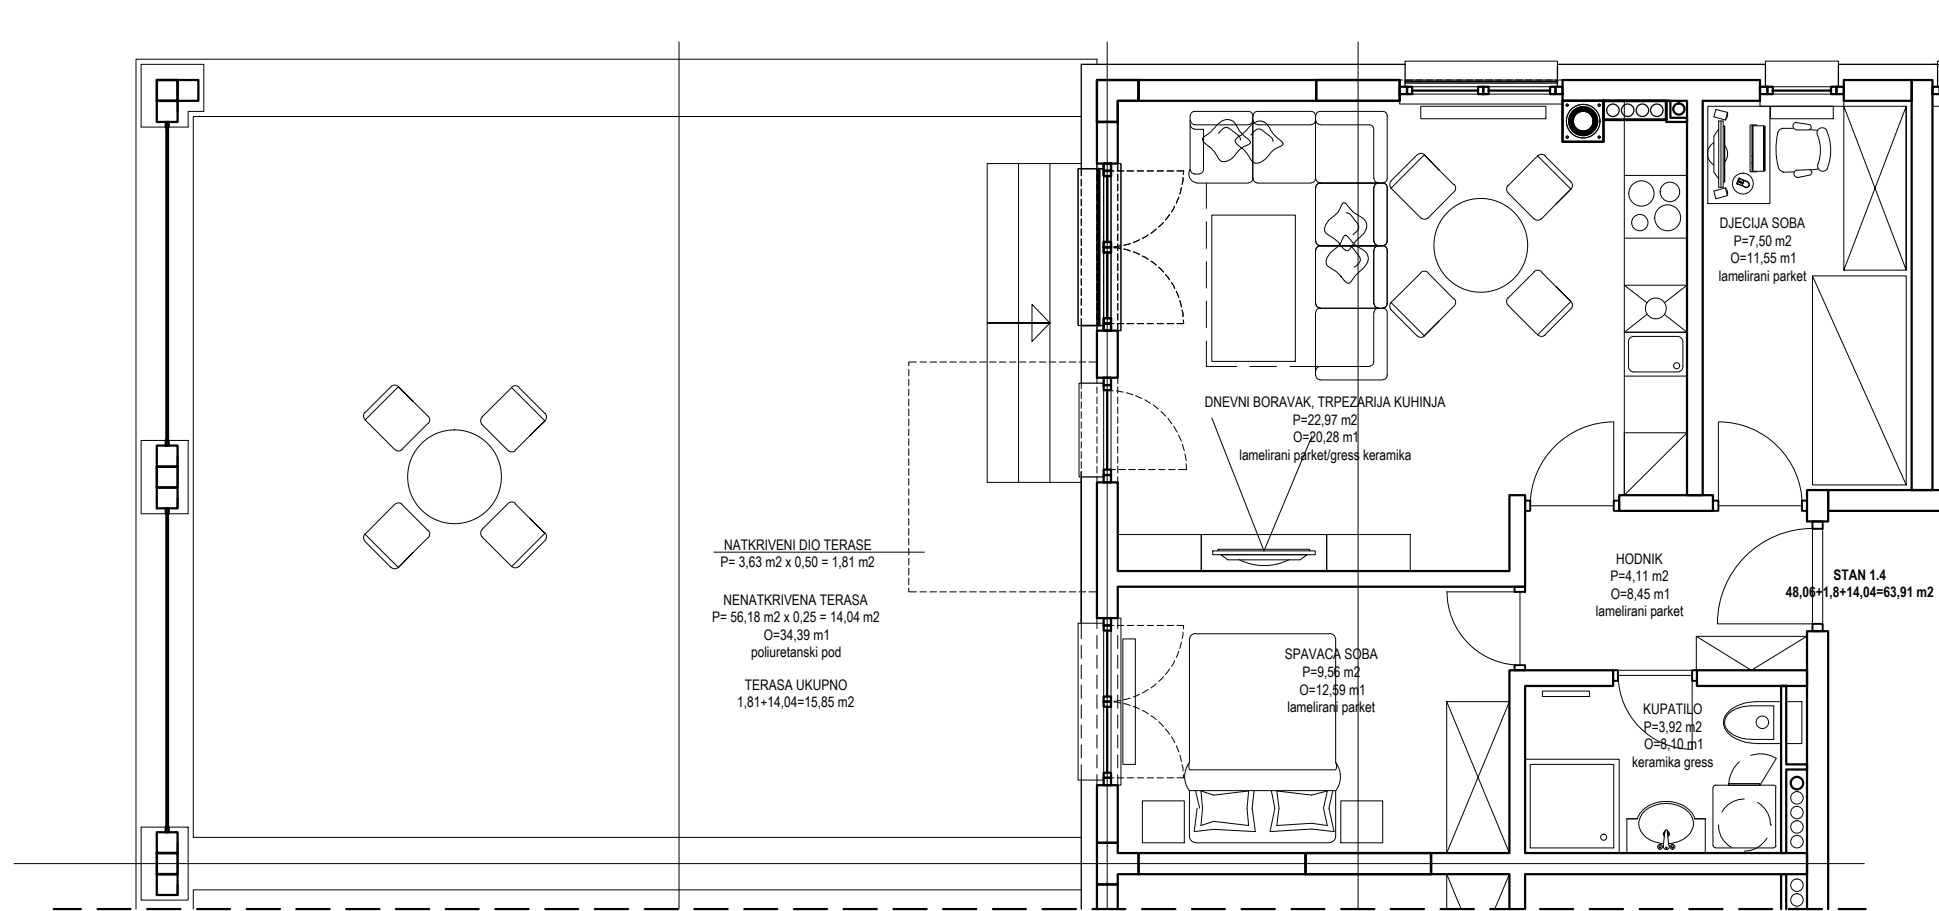 DJECIJA SOBA
P=7,50 m2
O=11,55 m1
lamelirani parket
DNEVNI BORAVAK, TRPEZARIJA KUHINJA
P=22,97 m2
O=20,28 m1
lamelirani parket/gress keramika
NATKRIVENI DIO TERASE
P= 3,63 m2 x 0,50 = 1,81 m2
NENATKRIVENA TERASA
P= 56,18 m2 x 0,25 = 14,04 m2
O=34,39 m1
poliuretanski pod
TERASA UKUPNO
1,81+14,04=15,85 m2
HODNIK
P=4,11 m2
O=8,45 m1
lamelirani parket
STAN 1.4
48,06+1,8+14,04=63,91 m2
SPAVACA SOBA
P=9,56 m2
O=12,59 m1
lamelirani parket
KUPATILO
P=3,92 m2
O=8,10 m1
keramika gress